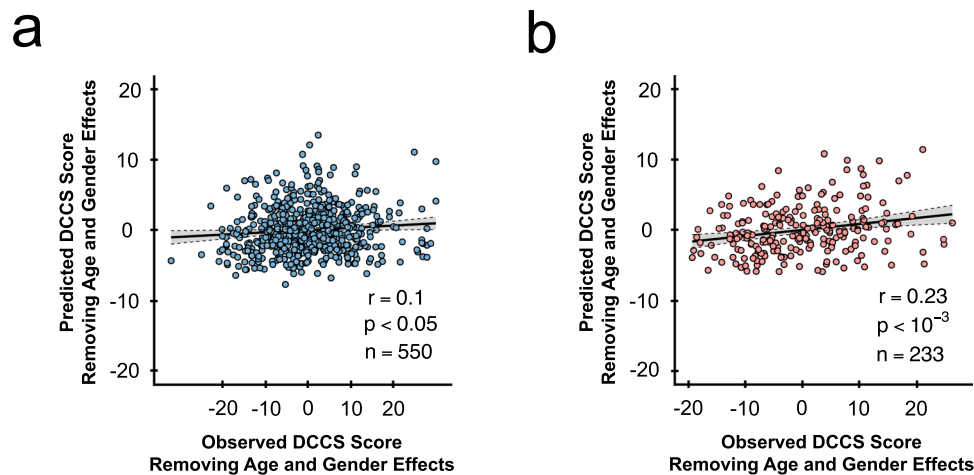 a
Predicted DCCS Score
Removing Age and Gender Effects
20
10
0
-10
-20
r = 0.1
p < 0.05
n = 550
-20 -10 0 10 20
Observed DCCS Score
Removing Age and Gender Effects
b
Predicted DCCS Score
Removing Age and Gender Effects
20
10
0
-10
-20
r = 0.23
p < 10⁻³
n = 233
-20 -10 0 10 20
Observed DCCS Score
Removing Age and Gender Effects